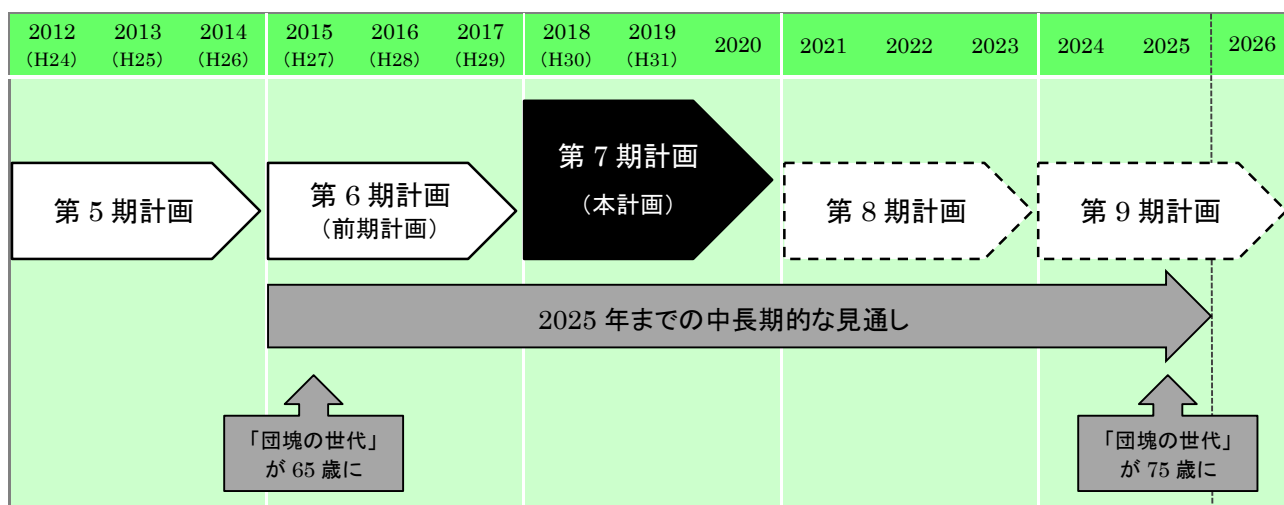 2012 2013 2014 2015 2016 2017 2018 2019 2020 2021 2022 2023 2024 2025 2026
(H24) (H25) (H26) (H27) (H28) (H29) (H30) (H31)
第 5 期計画
第 6 期計画
（前期計画）
第 7 期計画
（本計画）
第 8 期計画
第 9 期計画
2025 年までの中長期的な見通し
「団塊の世代」
が 65 歳に
「団塊の世代」
が 75 歳に